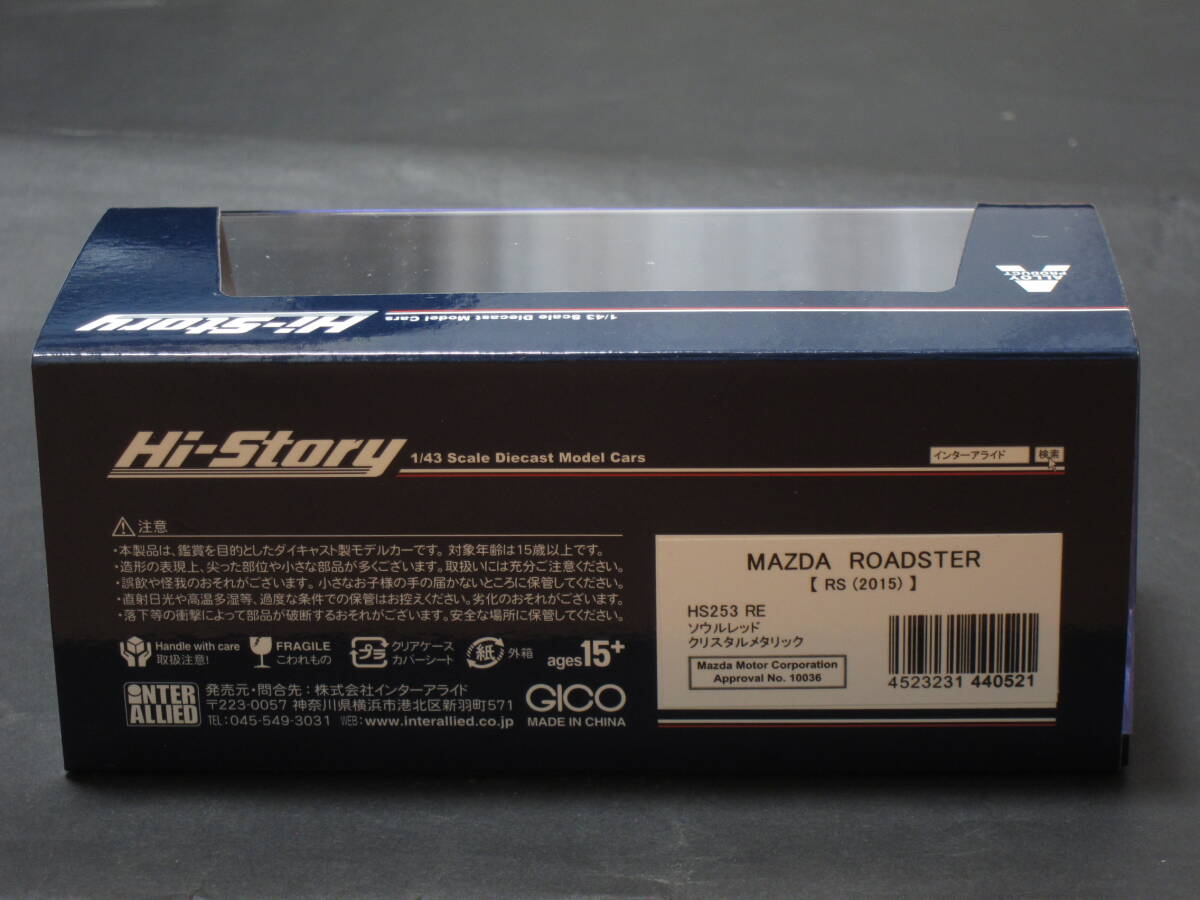 ALLOY
PRODUCT
Hi-Story
1/43 Scale Diecast Model Cars
Hi-Story
1/43 Scale Diecast Model Cars
インターアライド
検索
注意
・本製品は、鑑賞を目的としたダイキャスト製モデルカーです。対象年齢は15歳以上です。
・造形の表現上、尖った部位や小さな部品が多くございます。取扱いには充分ご注意ください。
・誤飲や怪我のおそれがございます。小さなお子様の手の届かないところに保管してください。
・直射日光や高温多湿等、過度な条件での保管はお控えください。劣化のおそれがございます。
・落下等の衝撃によって部品が破断するおそれがございます。安全な場所に保管してください。
Handle with care
取扱注意!
FRAGILE
こわれもの
プラ
クリアケース
カバーシート
紙
外箱
ages15+
INTER
ALLIED
発売元・問合先：株式会社インターアライド
〒223-0057 神奈川県横浜市港北区新羽町571
TEL:045-549-3031 WEB:www.interallied.co.jp
GICO
MADE IN CHINA
MAZDA ROADSTER
【 RS (2015) 】
HS253 RE
ソウルレッド
クリスタルメタリック
Mazda Motor Corporation
Approval No. 10036
4523231 440521